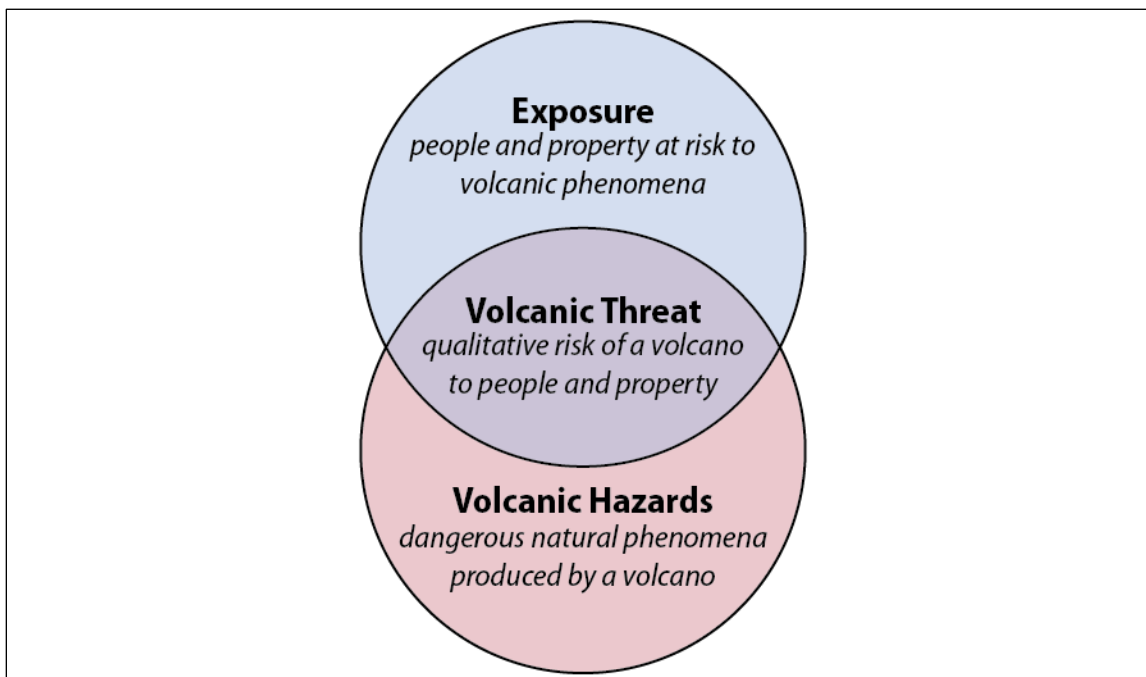 Exposure
people and property at risk to
volcanic phenomena
Volcanic Threat
qualitative risk of a volcano
to people and property
Volcanic Hazards
dangerous natural phenomena
produced by a volcano